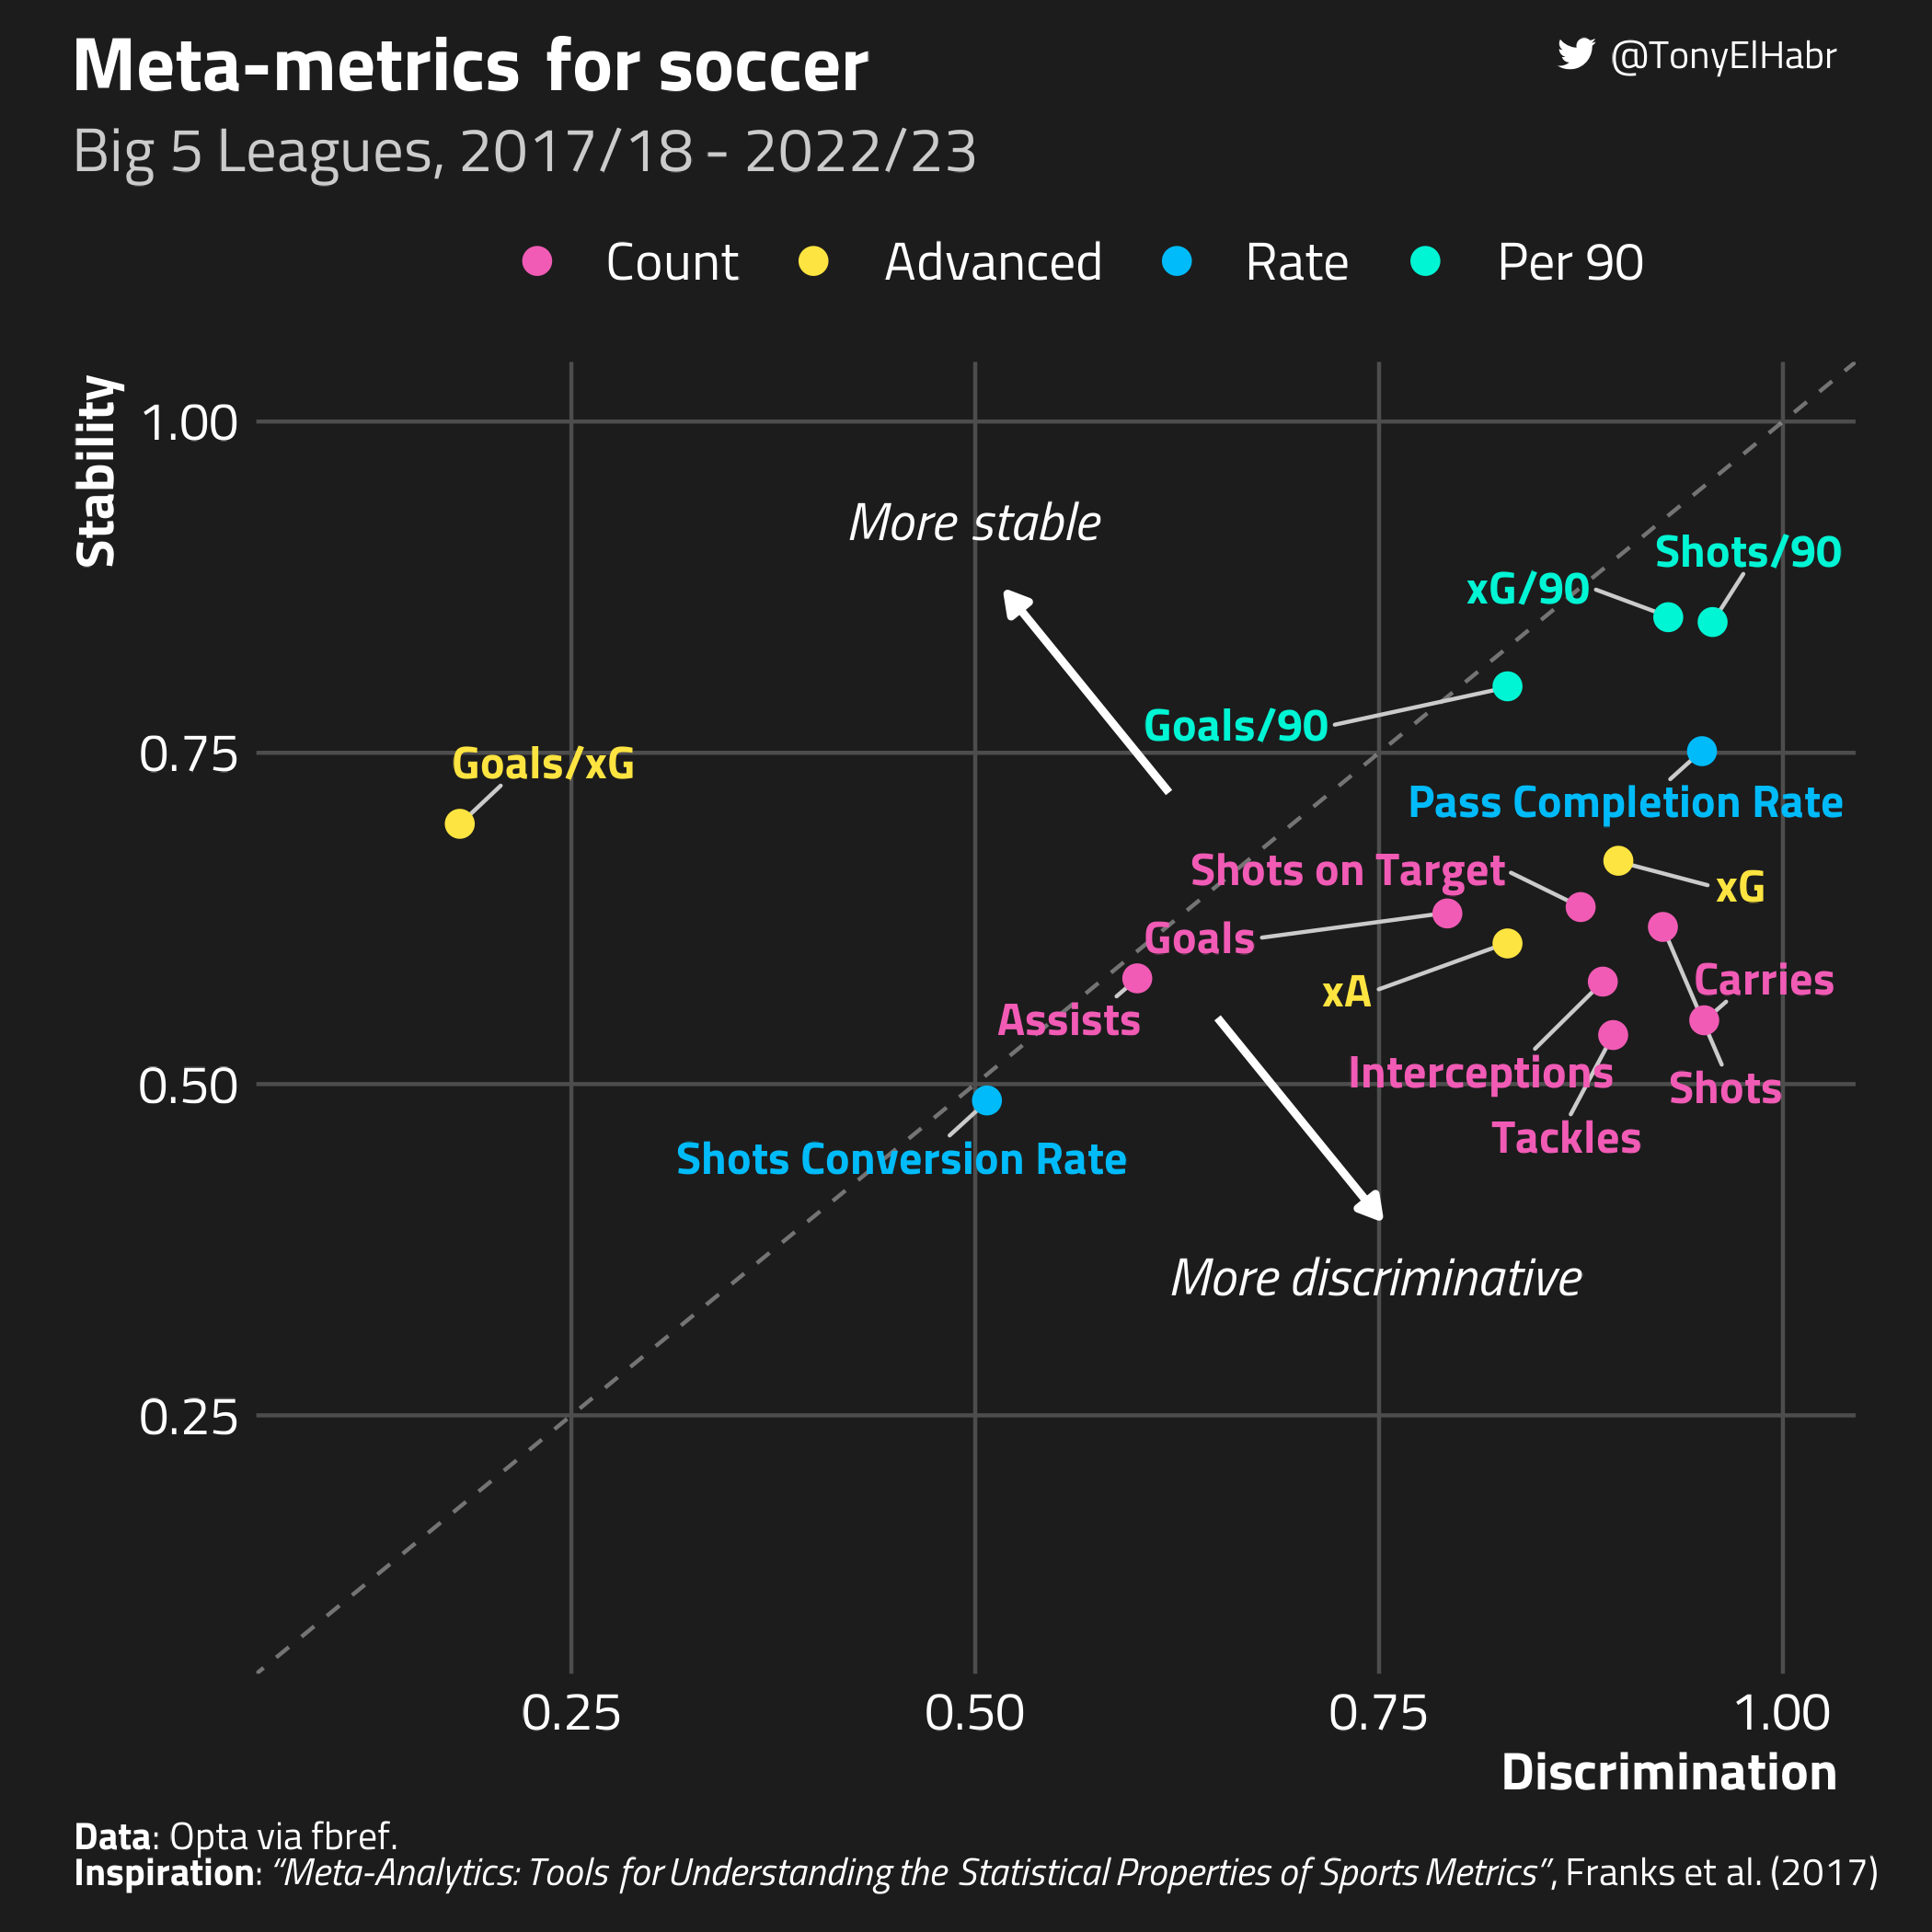 Meta-metrics for soccer
@TonyElHabr
Big 5 Leagues, 2017/18 - 2022/23
Count Advanced Rate Per 90
Stability
1.00
More stable
Shots/90
xG/90
Goals/90
0.75
Goals/xG
Pass Completion Rate
Shots on Target
xG
Goals
Carries
xA
Assists
Interceptions
0.50
Shots
Tackles
Shots Conversion Rate
More discriminative
0.25
0.25 0.50 0.75 1.00
Discrimination
Data: Opta via fbref.
Inspiration: “Meta-Analytics: Tools for Understanding the Statistical Properties of Sports Metrics”, Franks et al. (2017)